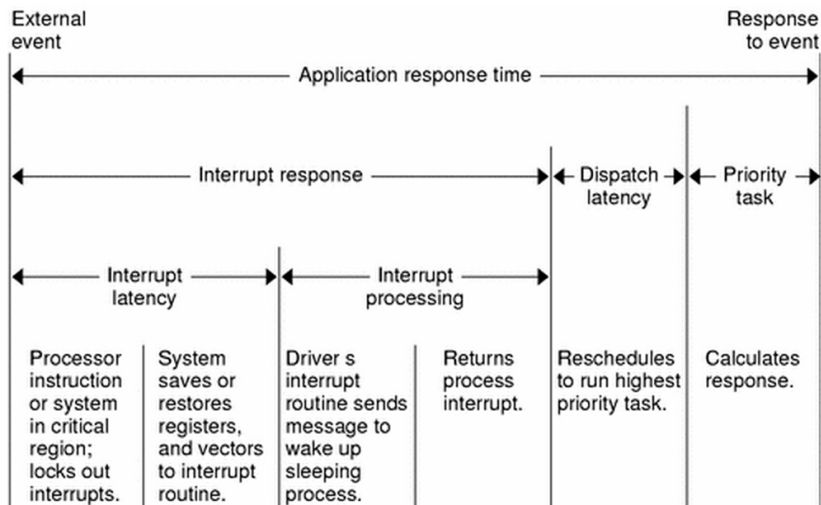 External
event
Response
to event
Application response time
Interrupt response
Dispatch
latency
Priority
task
Interrupt
latency
Interrupt
processing
Processor
instruction
or system
in critical
region;
locks out
interrupts.
System
saves or
restores
registers,
and vectors
to interrupt
routine.
Driver s
interrupt
routine sends
message to
wake up
sleeping
process.
Returns
process
interrupt.
Reschedules
to run highest
priority task.
Calculates
response.